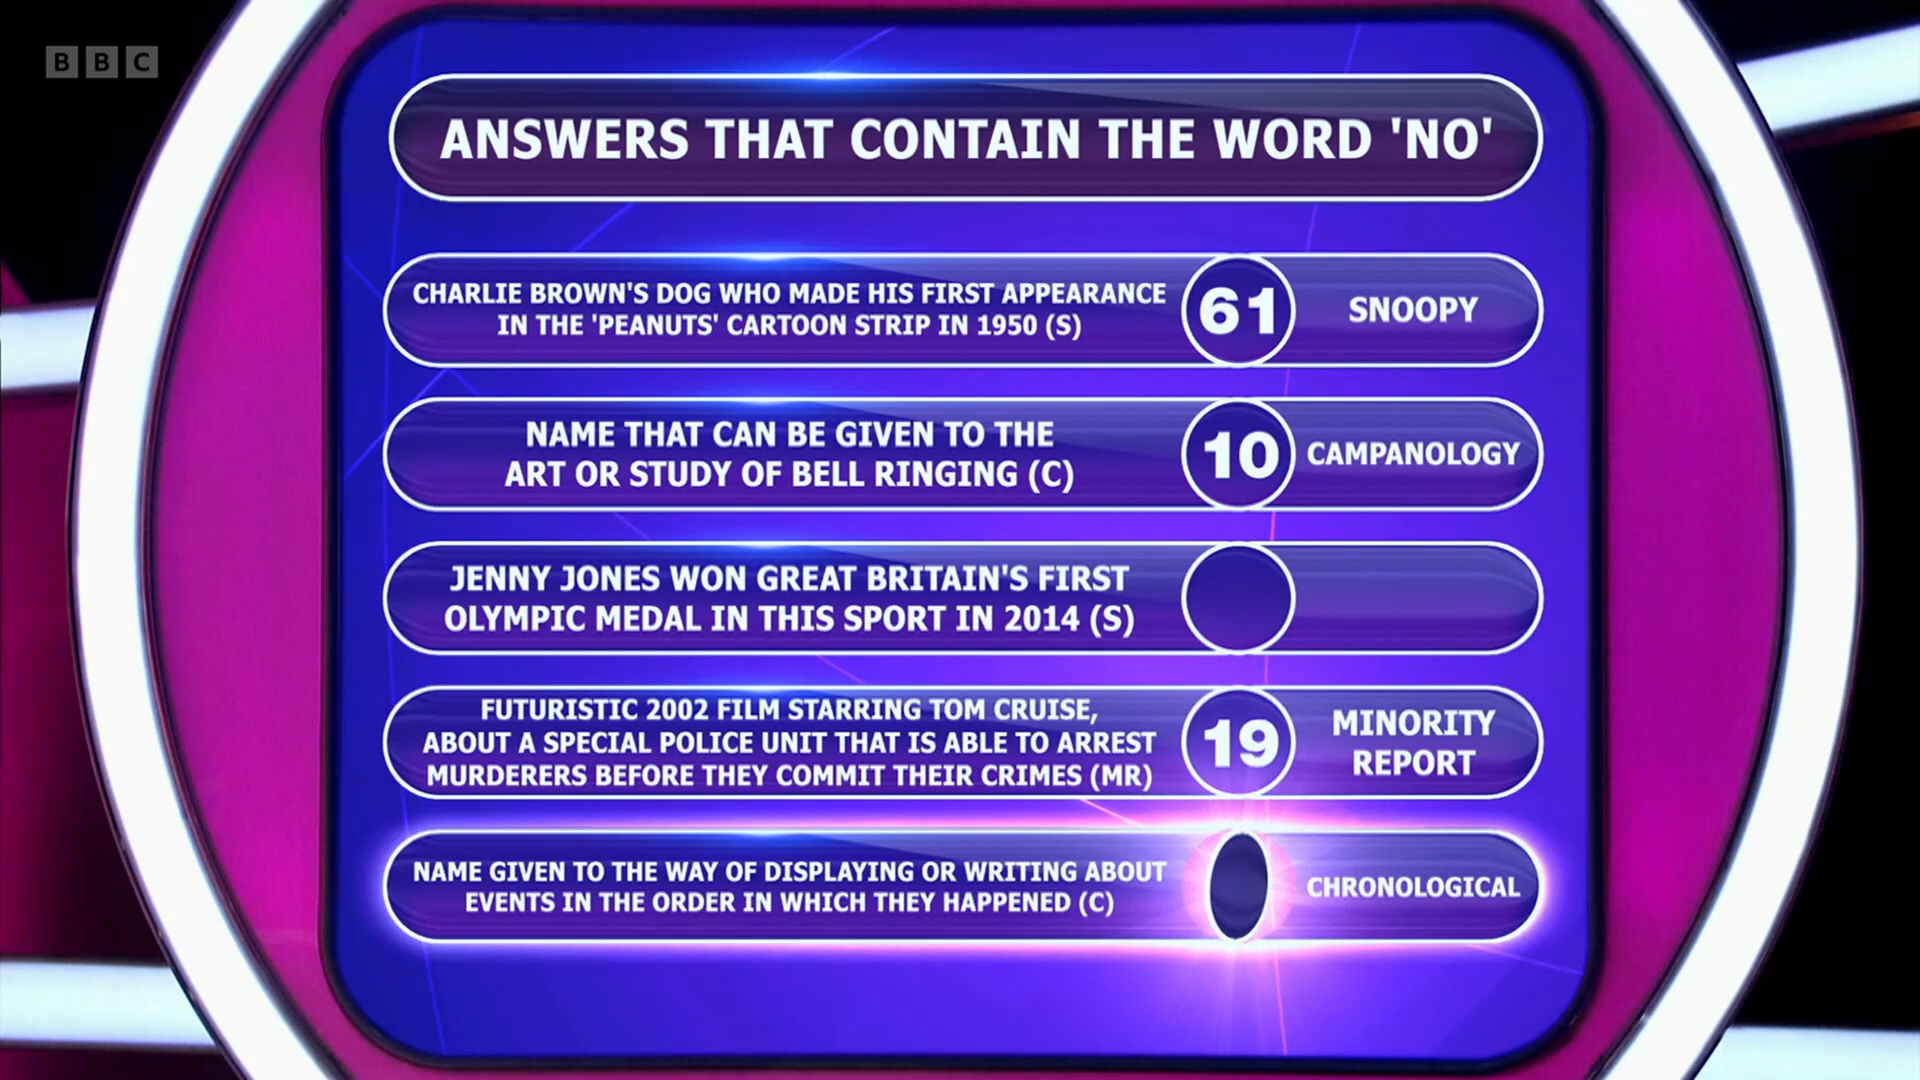 BBC
ANSWERS THAT CONTAIN THE WORD 'NO'
CHARLIE BROWN'S DOG WHO MADE HIS FIRST APPEARANCE
IN THE 'PEANUTS' CARTOON STRIP IN 1950 (S)
61
SNOOPY
NAME THAT CAN BE GIVEN TO THE
ART OR STUDY OF BELL RINGING (C)
10
CAMPANOLOGY
JENNY JONES WON GREAT BRITAIN'S FIRST
OLYMPIC MEDAL IN THIS SPORT IN 2014 (S)
FUTURISTIC 2002 FILM STARRING TOM CRUISE,
ABOUT A SPECIAL POLICE UNIT THAT IS ABLE TO ARREST
MURDERERS BEFORE THEY COMMIT THEIR CRIMES (MR)
19
MINORITY
REPORT
NAME GIVEN TO THE WAY OF DISPLAYING OR WRITING ABOUT
EVENTS IN THE ORDER IN WHICH THEY HAPPENED (C)
CHRONOLOGICAL